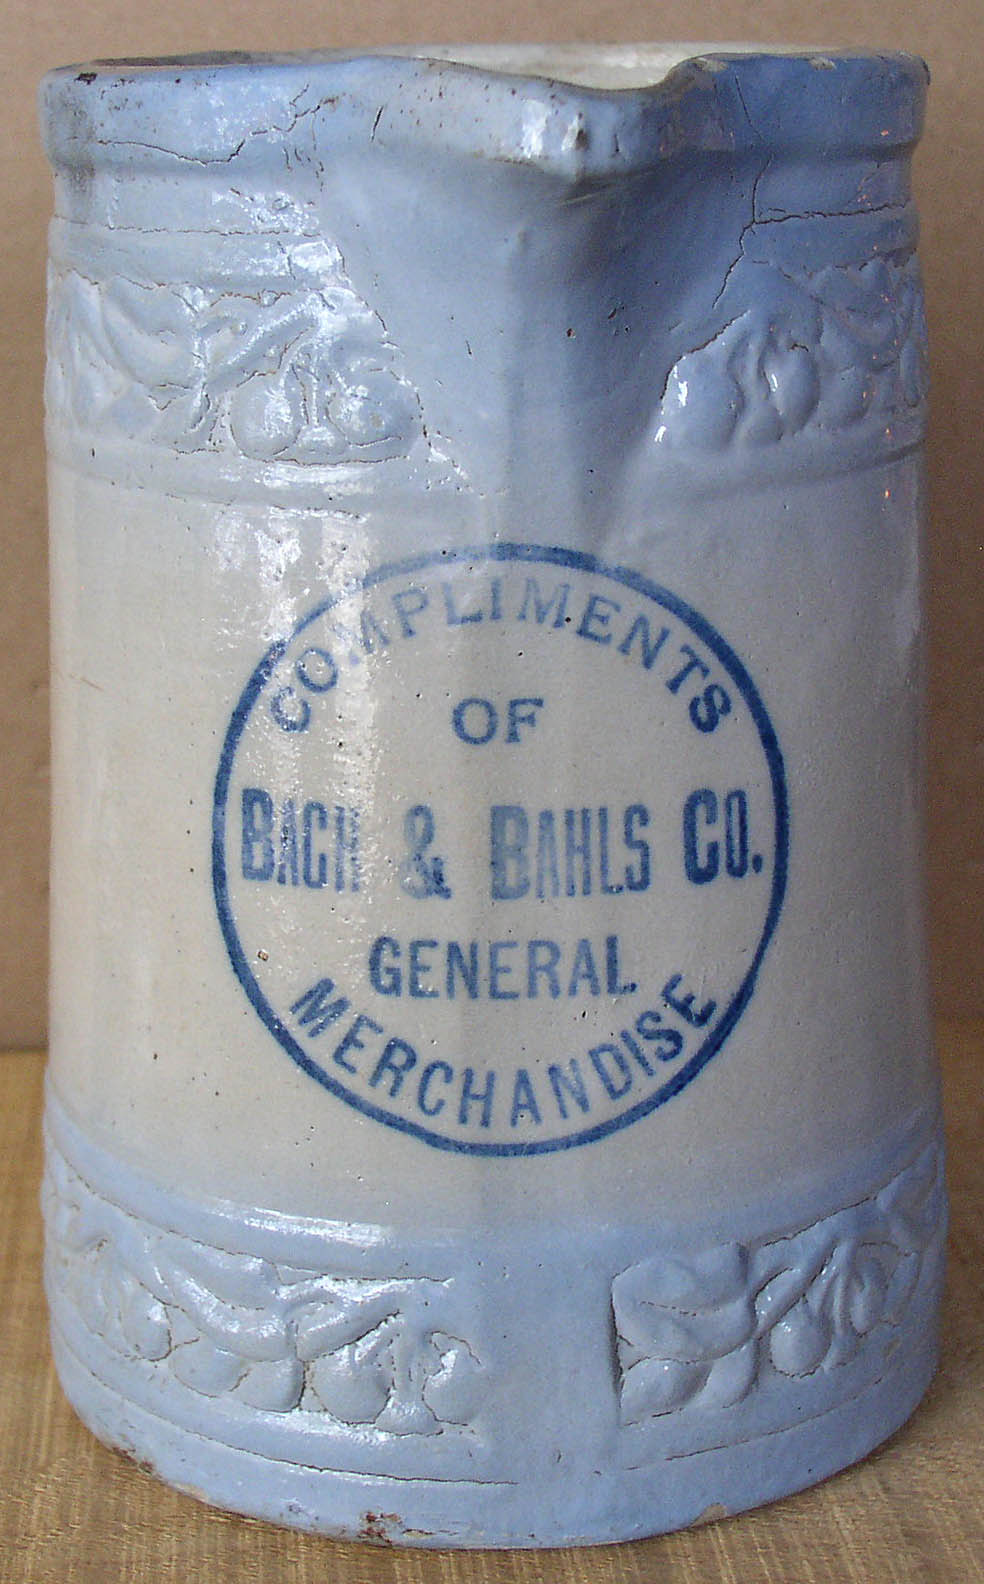 COMPLIMENTS
OF
BACH & BAHLS CO.
GENERAL
MERCHANDISE